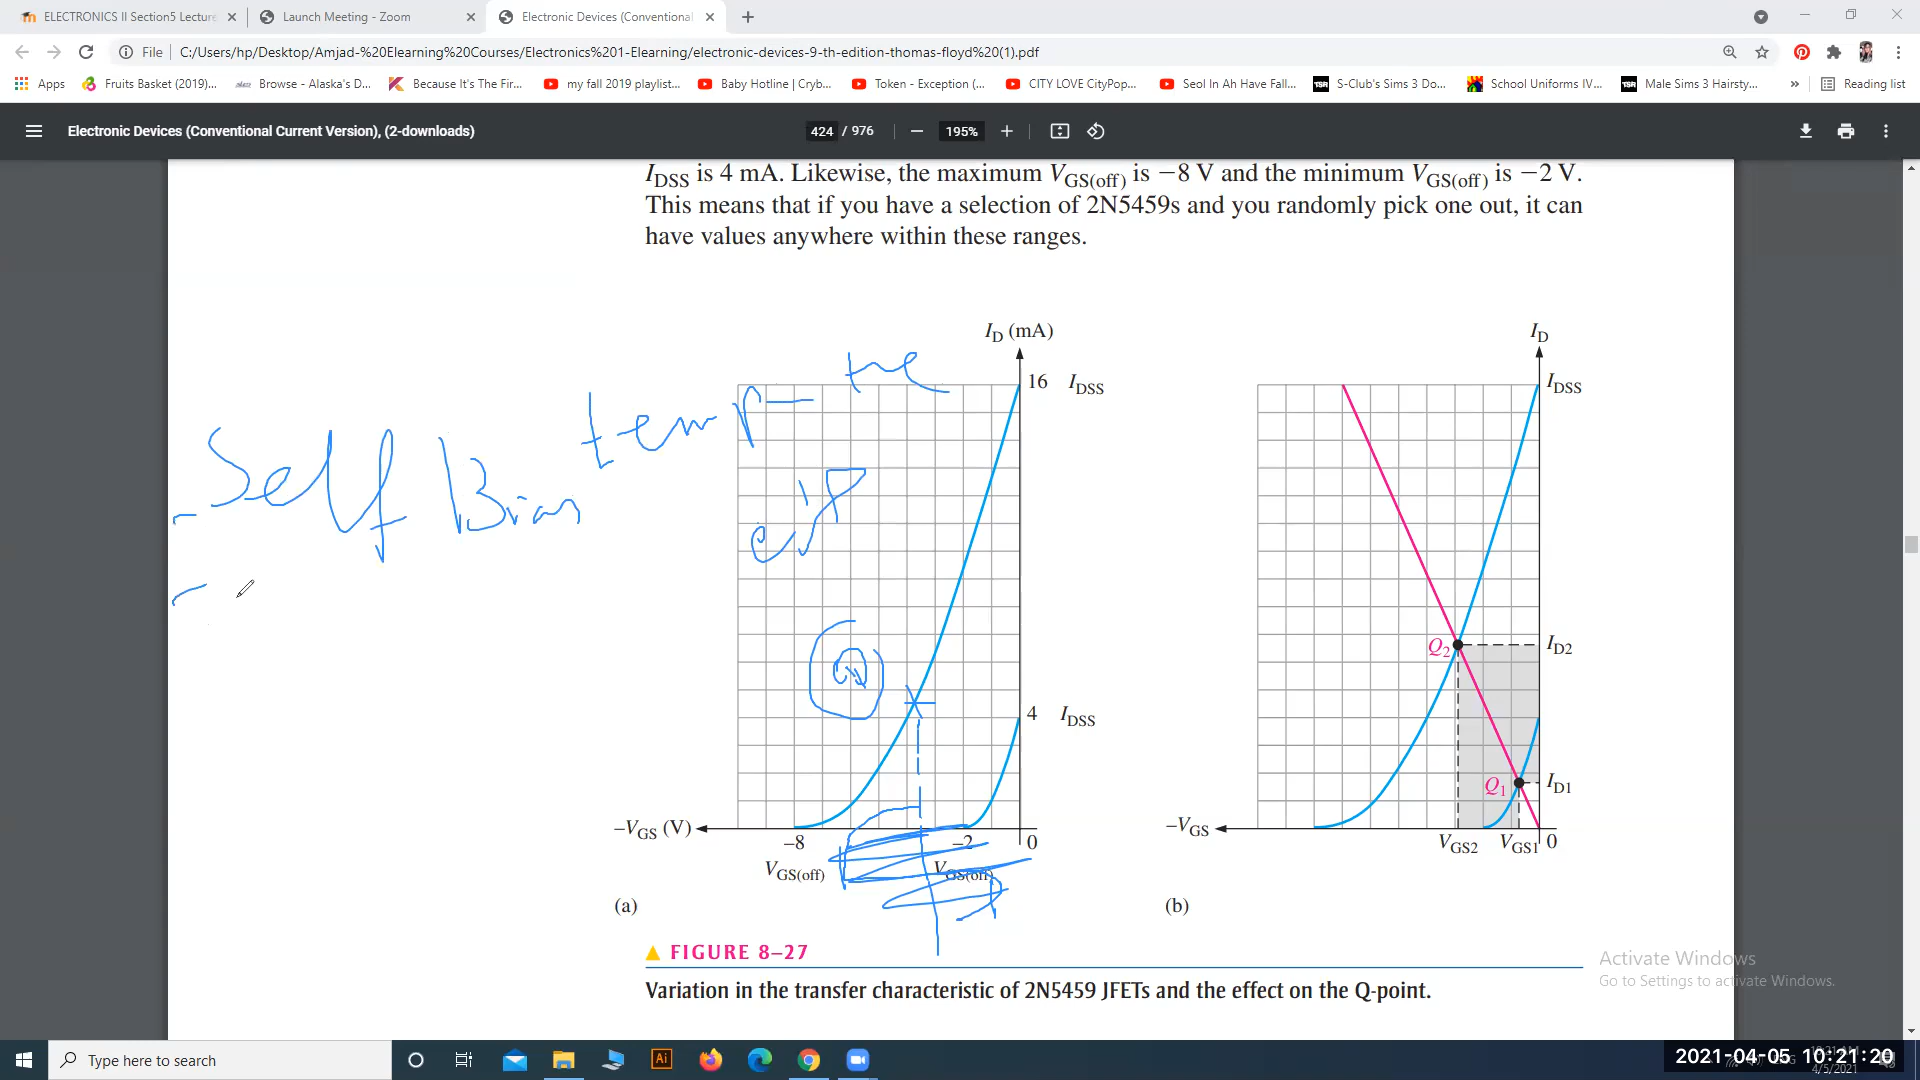 ELECTRONICS II Section5 Lecture
Launch Meeting - Zoom
Electronic Devices (Conventional
File
C:/Users/hp/Desktop/Amjad-%20Elearning%20Courses/Electronics%201-Elearning/electronic-devices-9-th-edition-thomas-floyd%20(1).pdf
Apps
Fruits Basket (2019)...
Browse - Alaska's D...
Because It's The Fir...
my fall 2019 playlist...
Baby Hotline | Cryb...
Token - Exception (...
CITY LOVE CityPop...
Seol In Ah Have Fall...
S-Club's Sims 3 Do...
School Uniforms IV...
Male Sims 3 Hairsty...
»
Reading list
Electronic Devices (Conventional Current Version), (2-downloads)
424 / 976
195%
IDSS is 4 mA. Likewise, the maximum VGS(off) is −8 V and the minimum VGS(off) is −2 V.
This means that if you have a selection of 2N5459s and you randomly pick one out, it can
have values anywhere within these ranges.
ID (mA)
16 IDSS
4 IDSS
−VGS (V)
−8
−2
0
VGS(off)
VGS(off)
(a)
temp
- Self Bias
Q
ID
IDSS
Q2
ID2
Q1
ID1
−VGS
VGS2
VGS1
0
(b)
▲ FIGURE 8–27
Variation in the transfer characteristic of 2N5459 JFETs and the effect on the Q-point.
Activate Windows
Go to Settings to activate Windows.
Type here to search
Ai
2021-04-05 10:21:20
4/5/2021